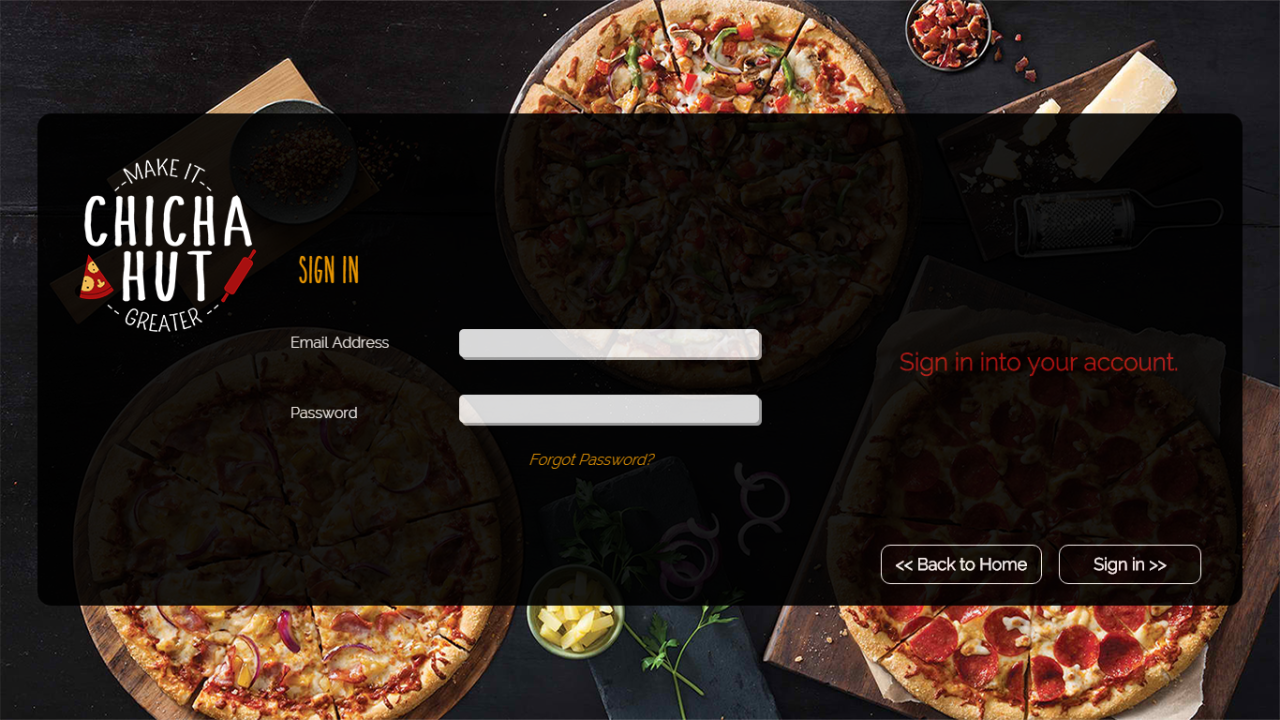 MAKE IT
CHICHA
HUT
GREATER
SIGN IN
Email Address
Password
Forgot Password?
Sign in into your account.
<< Back to Home
Sign in >>